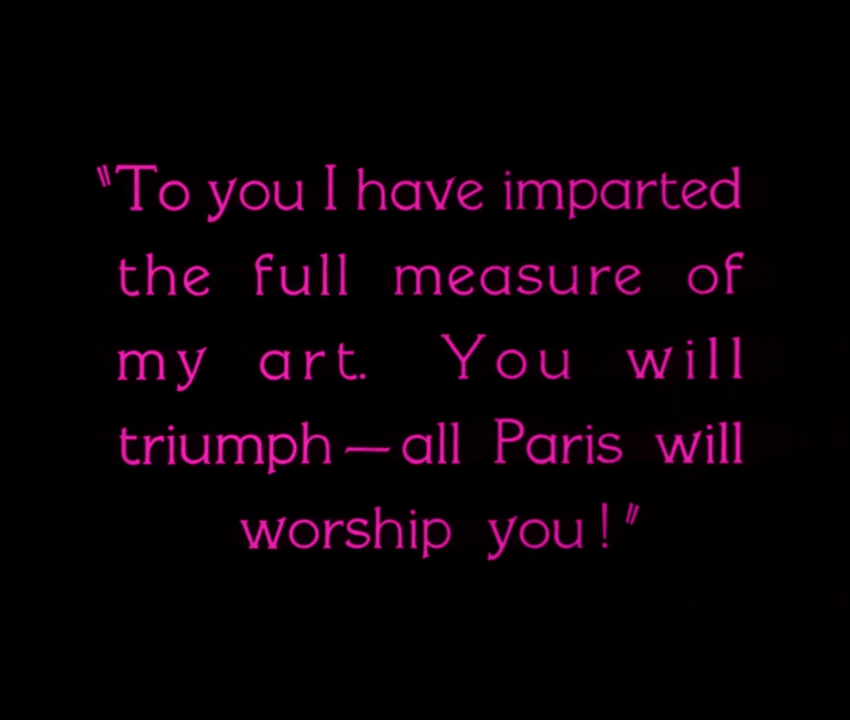 "To you I have imparted
the full measure of
my art. You will
triumph—all Paris will
worship you!"